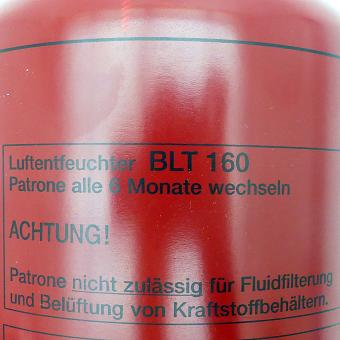 Luftentfeuchter BLT 160
Patrone alle 6 Monate wechseln
ACHTUNG!
Patrone nicht zulässig für Fluidfilterung
und Belüftung von Kraftstoffbehältern.